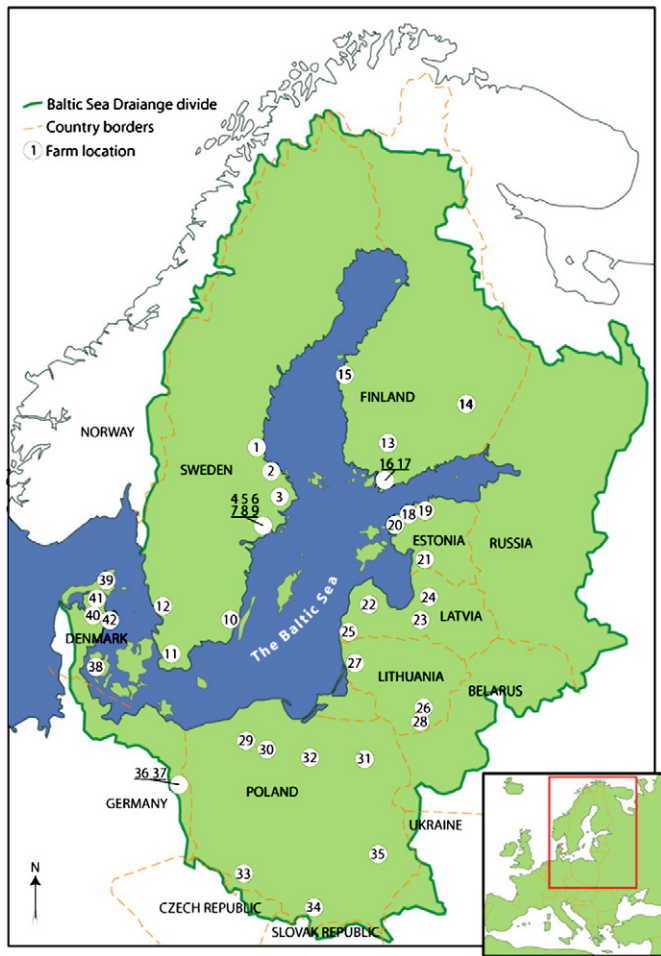 Baltic Sea Draiange divide
Country borders
1 Farm location
15
FINLAND
14
NORWAY
1
13
16 17
SWEDEN
2
3
4 5 6
7 8 9
18 19
20
ESTONIA
RUSSIA
21
39
41
40 42
DENMARK
38
12
10
11
The Baltic Sea
22
24
23
LATVIA
25
27
LITHUANIA
BELARUS
26
28
29
30
32
31
36 37
GERMANY
POLAND
UKRAINE
35
33
34
CZECH REPUBLIC
SLOVAK REPUBLIC
N